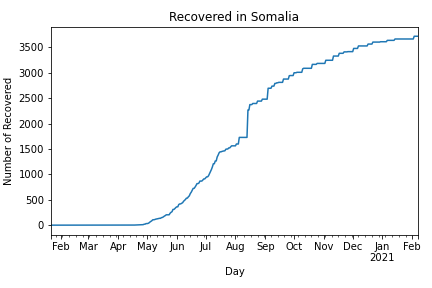 Recovered in Somalia
Number of Recovered
3500
3000
2500
2000
1500
1000
500
0
Feb Mar Apr May Jun Jul Aug Sep Oct Nov Dec Jan Feb
2021
Day